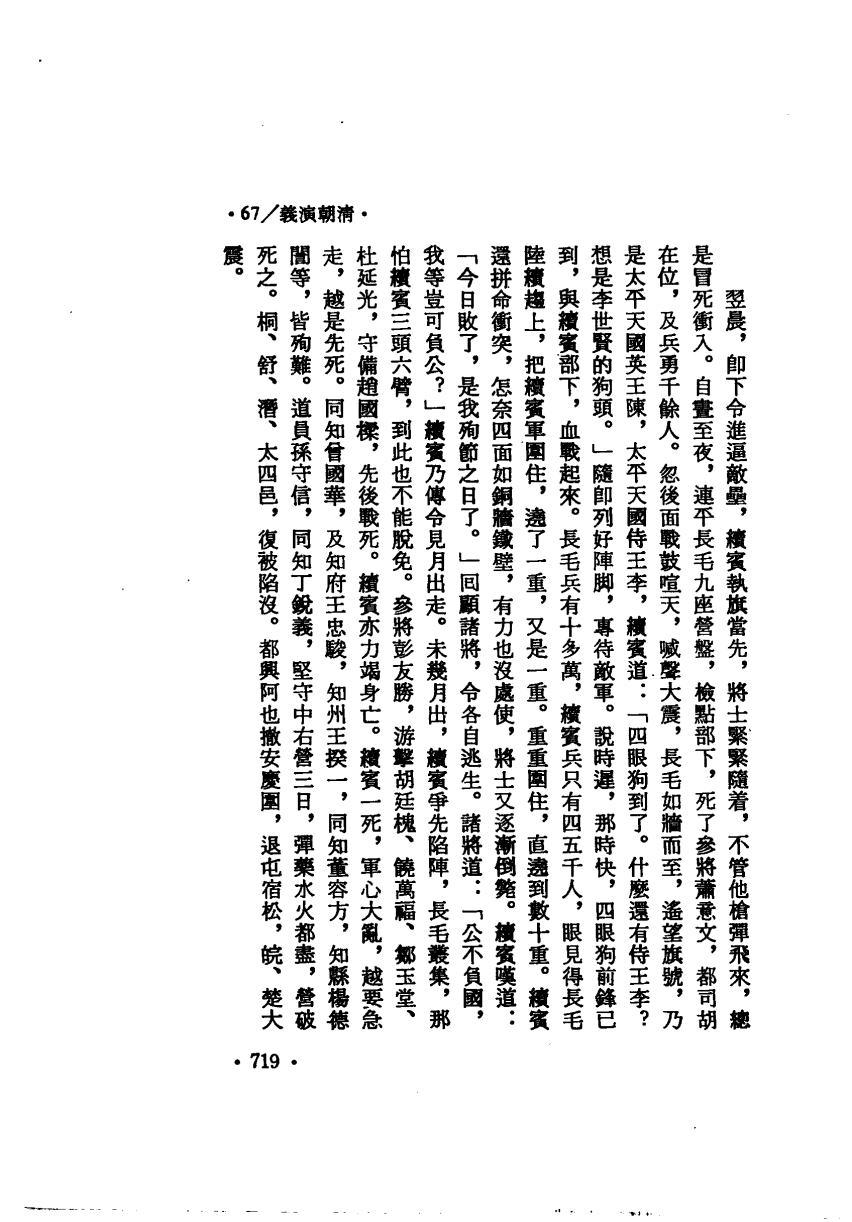 •67／義演朝清•
翌晨，卽下令進逼敵壘，續賓執旗當先，將士緊緊隨着，不管他槍彈飛來，總
是冒死衝入。自晝至夜，連平長毛九座營盤，檢點部下，死了參將蕭意文，都司胡
在位，及兵勇千餘人。忽後面戰鼓喧天，喊聲大震，長毛如牆而至，遙望旗號，乃
是太平天國英王陳，太平天國侍王李，續賓道：「四眼狗到了。什麼還有侍王李？
想是李世賢的狗頭。」隨卽列好陣脚，專待敵軍。說時遲，那時快，四眼狗前鋒已
到，與續賓部下，血戰起來。長毛兵有十多萬，續賓兵只有四五千人，眼見得長毛
陸續趨上，把續賓軍圍住，遶了一重，又是一重。重重圍住，直遶到數十重。續賓
還拼命衝突，怎奈四面如銅牆鐵壁，有力也沒處使，將士又逐漸倒斃。續賓嘆道：
「今日敗了，是我殉節之日了。」回顧諸將，令各自逃生。諸將道：「公不負國，
我等豈可負公？」續賓乃傳令見月出走。未幾月出，續賓爭先陷陣，長毛叢集，那
怕續賓三頭六臂，到此也不能脫免。參將彭友勝，游擊胡廷槐、饒萬福、鄒玉堂、
杜延光，守備趙國樑，先後戰死。續賓亦力竭身亡。續賓一死，軍心大亂，越要急
走，越是先死。同知曾國華，及知府王忠駿，知州王揆一，同知董容方，知縣楊德
誾等，皆殉難。道員孫守信，同知丁銳義，堅守中右營三日，彈藥水火都盡，營破
死之。桐、舒、潛、太四邑，復被陷沒。都興阿也撤安慶圍，退屯宿松，皖、楚大
震。
•719•